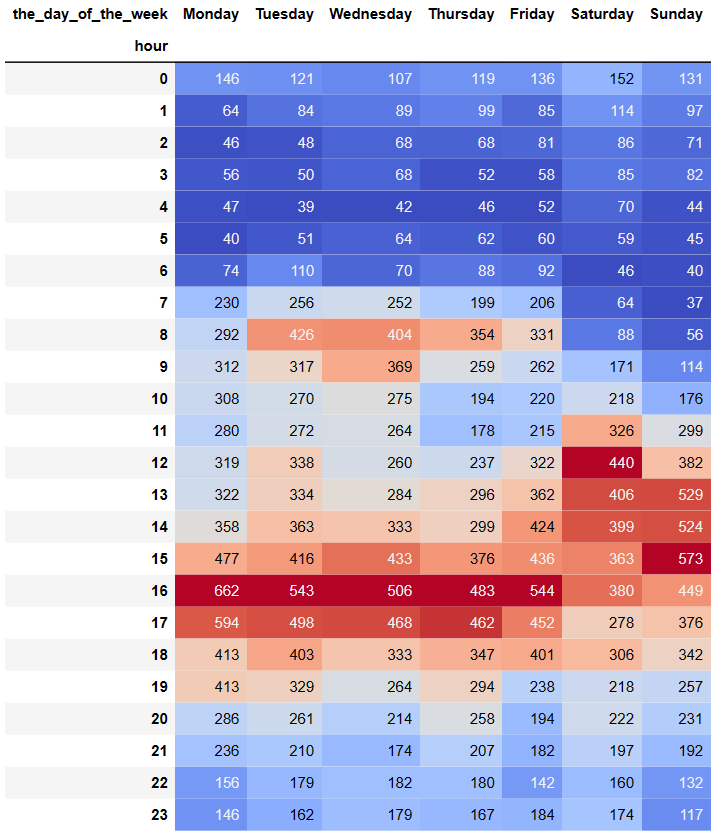 the_day_of_the_week Monday Tuesday Wednesday Thursday Friday Saturday Sunday
hour
0 146 121 107 119 136 152 131
1 64 84 89 99 85 114 97
2 46 48 68 68 81 86 71
3 56 50 68 52 58 85 82
4 47 39 42 46 52 70 44
5 40 51 64 62 60 59 45
6 74 110 70 88 92 46 40
7 230 256 252 199 206 64 37
8 292 426 404 354 331 88 56
9 312 317 369 259 262 171 114
10 308 270 275 194 220 218 176
11 280 272 264 178 215 326 299
12 319 338 260 237 322 440 382
13 322 334 284 296 362 406 529
14 358 363 333 299 424 399 524
15 477 416 433 376 436 363 573
16 662 543 506 483 544 380 449
17 594 498 468 462 452 278 376
18 413 403 333 347 401 306 342
19 413 329 264 294 238 218 257
20 286 261 214 258 194 222 231
21 236 210 174 207 182 197 192
22 156 179 182 180 142 160 132
23 146 162 179 167 184 174 117